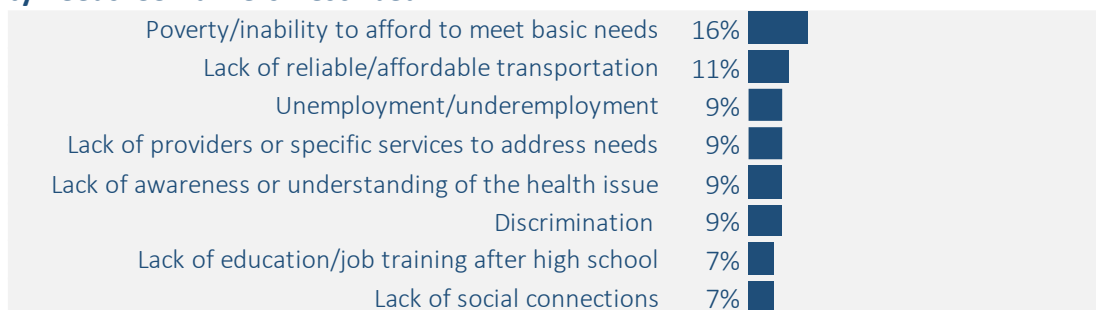 Poverty/inability to afford to meet basic needs 16%
Lack of reliable/affordable transportation 11%
Unemployment/underemployment 9%
Lack of providers or specific services to address needs 9%
Lack of awareness or understanding of the health issue 9%
Discrimination 9%
Lack of education/job training after high school 7%
Lack of social connections 7%